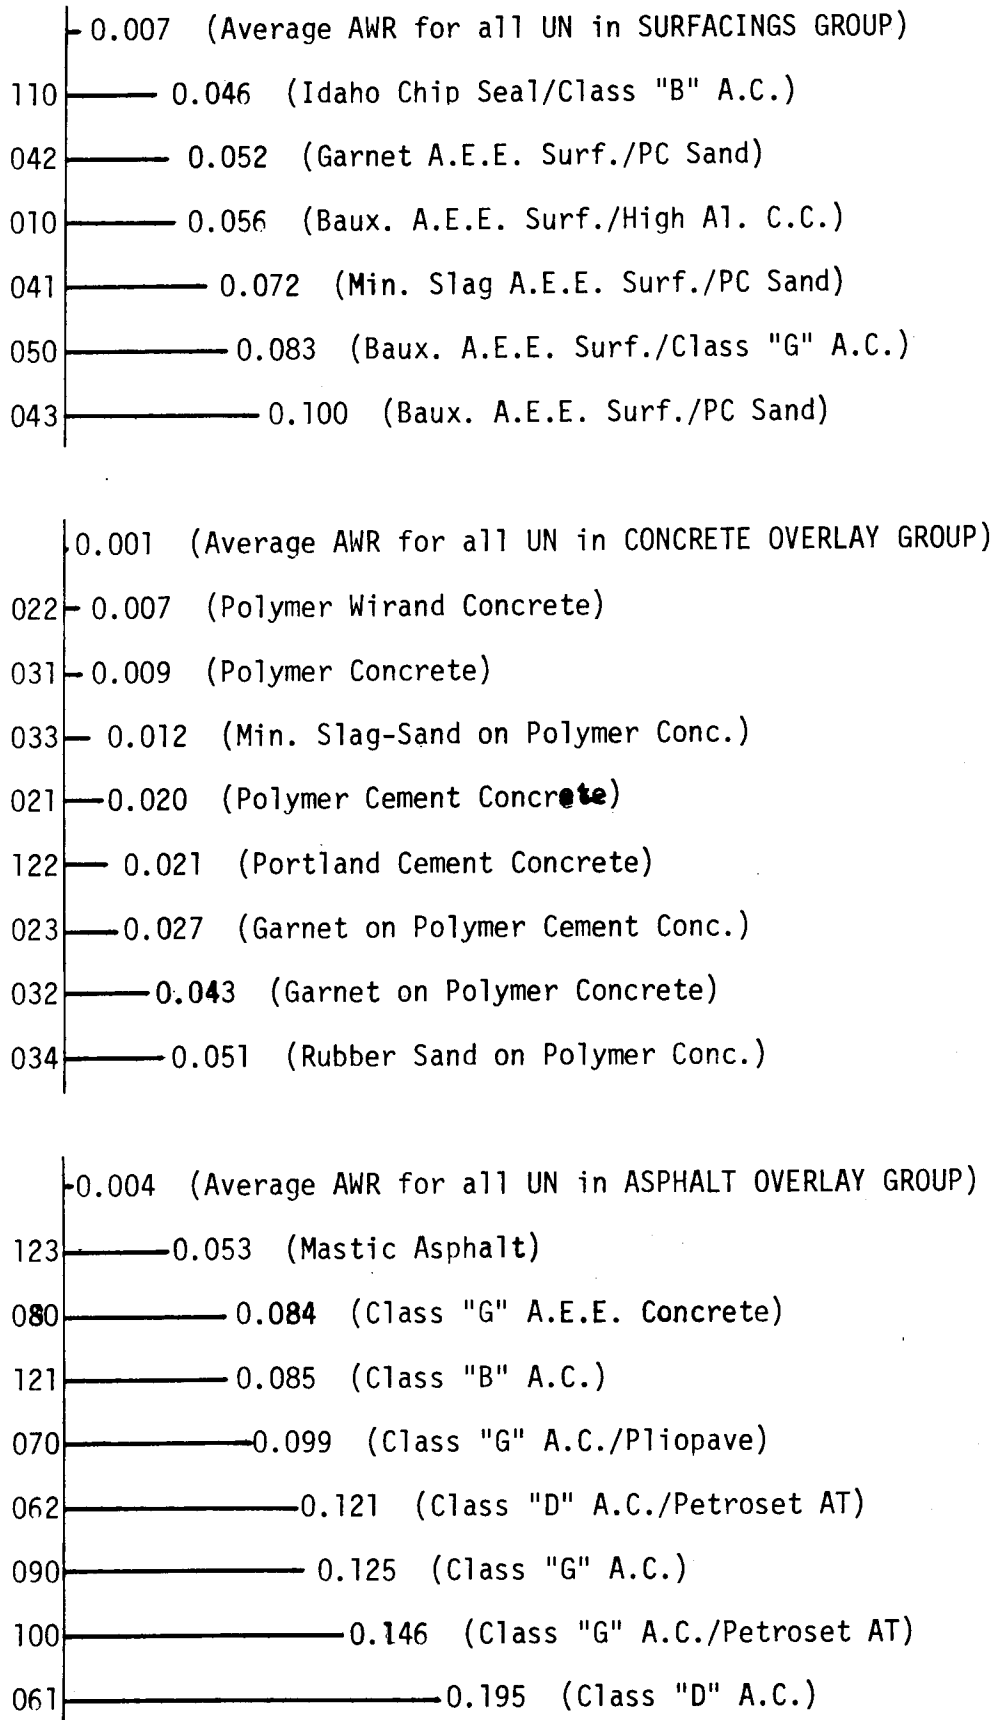 0.007 (Average AWR for all UN in SURFACINGS GROUP)
110 0.046 (Idaho Chip Seal/Class "B" A.C.)
042 0.052 (Garnet A.E.E. Surf./PC Sand)
010 0.056 (Baux. A.E.E. Surf./High Al. C.C.)
041 0.072 (Min. Slag A.E.E. Surf./PC Sand)
050 0.083 (Baux. A.E.E. Surf./Class "G" A.C.)
043 0.100 (Baux. A.E.E. Surf./PC Sand)
0.001 (Average AWR for all UN in CONCRETE OVERLAY GROUP)
022 0.007 (Polymer Wirand Concrete)
031 0.009 (Polymer Concrete)
033 0.012 (Min. Slag-Sand on Polymer Conc.)
021 0.020 (Polymer Cement Concrete)
122 0.021 (Portland Cement Concrete)
023 0.027 (Garnet on Polymer Cement Conc.)
032 0.043 (Garnet on Polymer Concrete)
034 0.051 (Rubber Sand on Polymer Conc.)
0.004 (Average AWR for all UN in ASPHALT OVERLAY GROUP)
123 0.053 (Mastic Asphalt)
080 0.084 (Class "G" A.E.E. Concrete)
121 0.085 (Class "B" A.C.)
070 0.099 (Class "G" A.C./Pliopave)
062 0.121 (Class "D" A.C./Petroset AT)
090 0.125 (Class "G" A.C.)
100 0.146 (Class "G" A.C./Petroset AT)
061 0.195 (Class "D" A.C.)